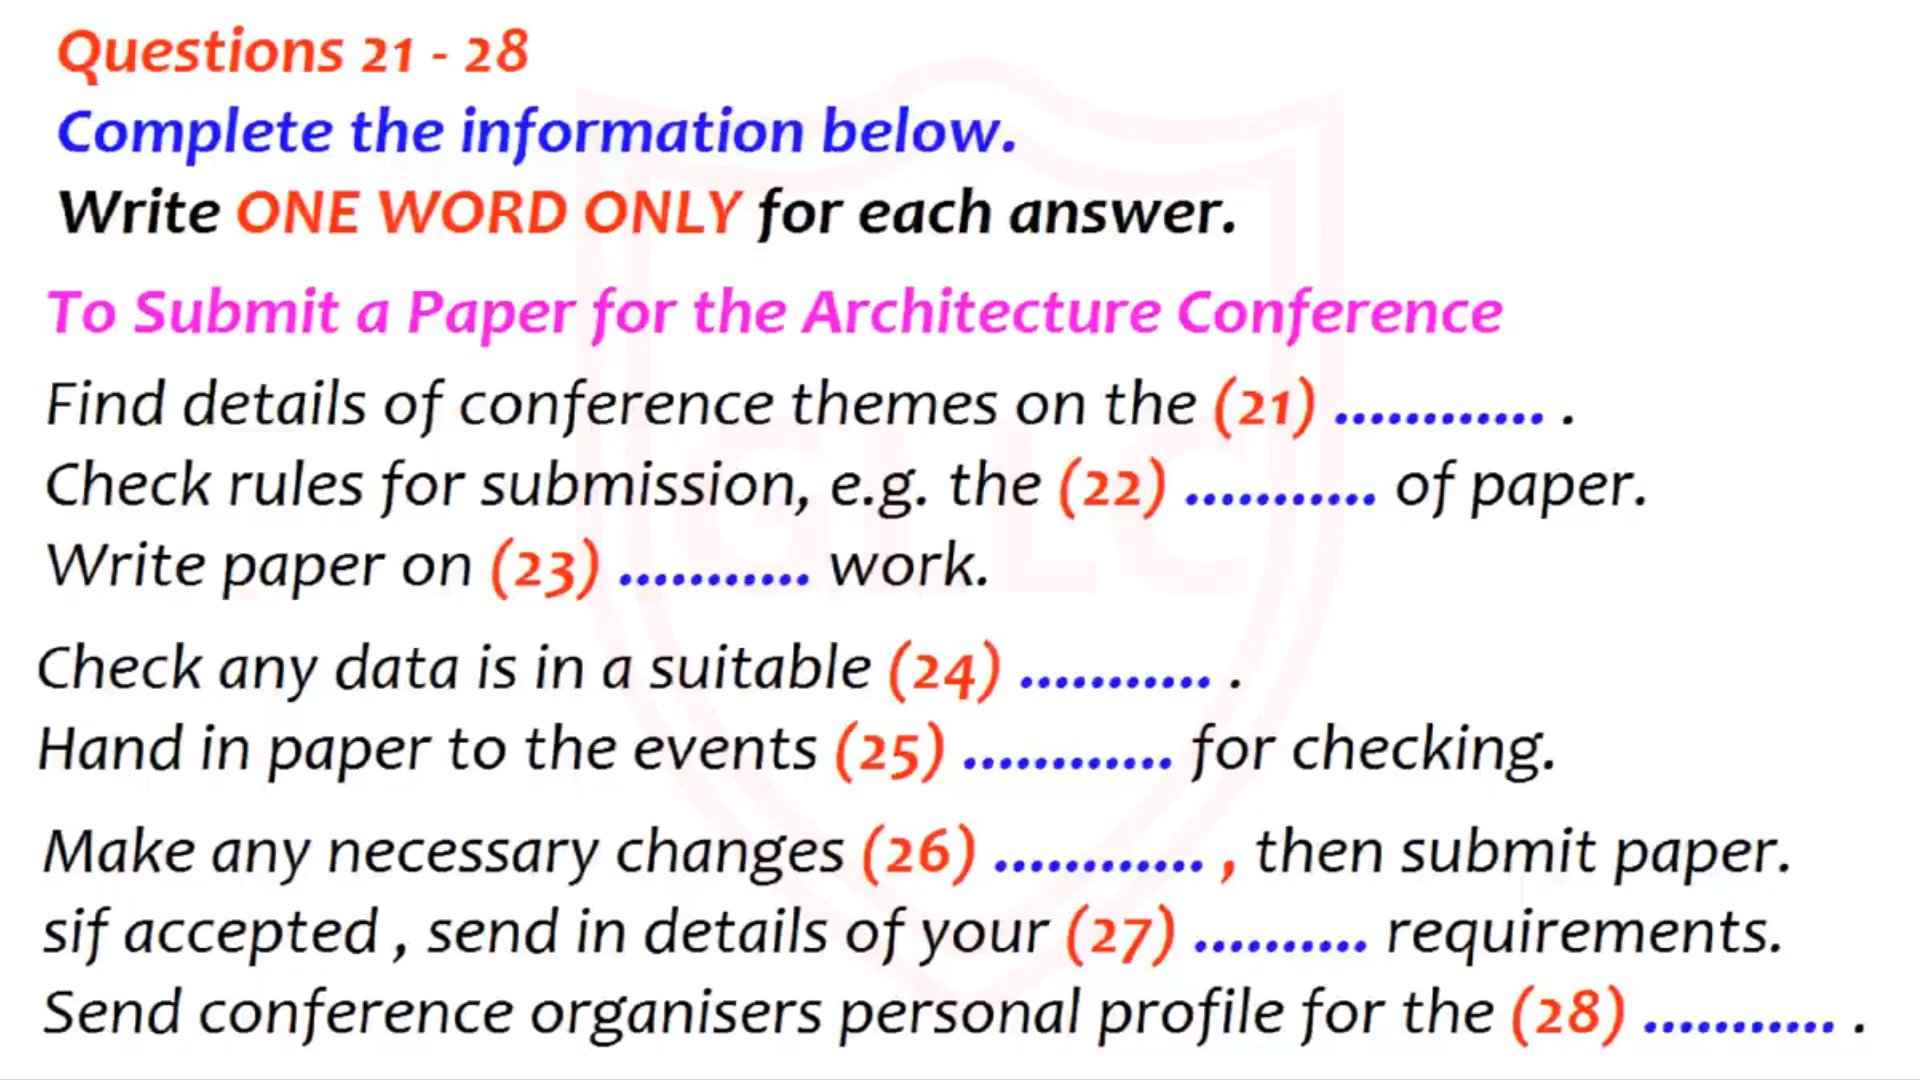 Questions 21 - 28
Complete the information below.
Write ONE WORD ONLY for each answer.
To Submit a Paper for the Architecture Conference
Find details of conference themes on the (21) ............ .
Check rules for submission, e.g. the (22) ........... of paper.
Write paper on (23) ........... work.
Check any data is in a suitable (24) ........... .
Hand in paper to the events (25) ............ for checking.
Make any necessary changes (26) ............ , then submit paper.
sif accepted , send in details of your (27) .......... requirements.
Send conference organisers personal profile for the (28) ........... .